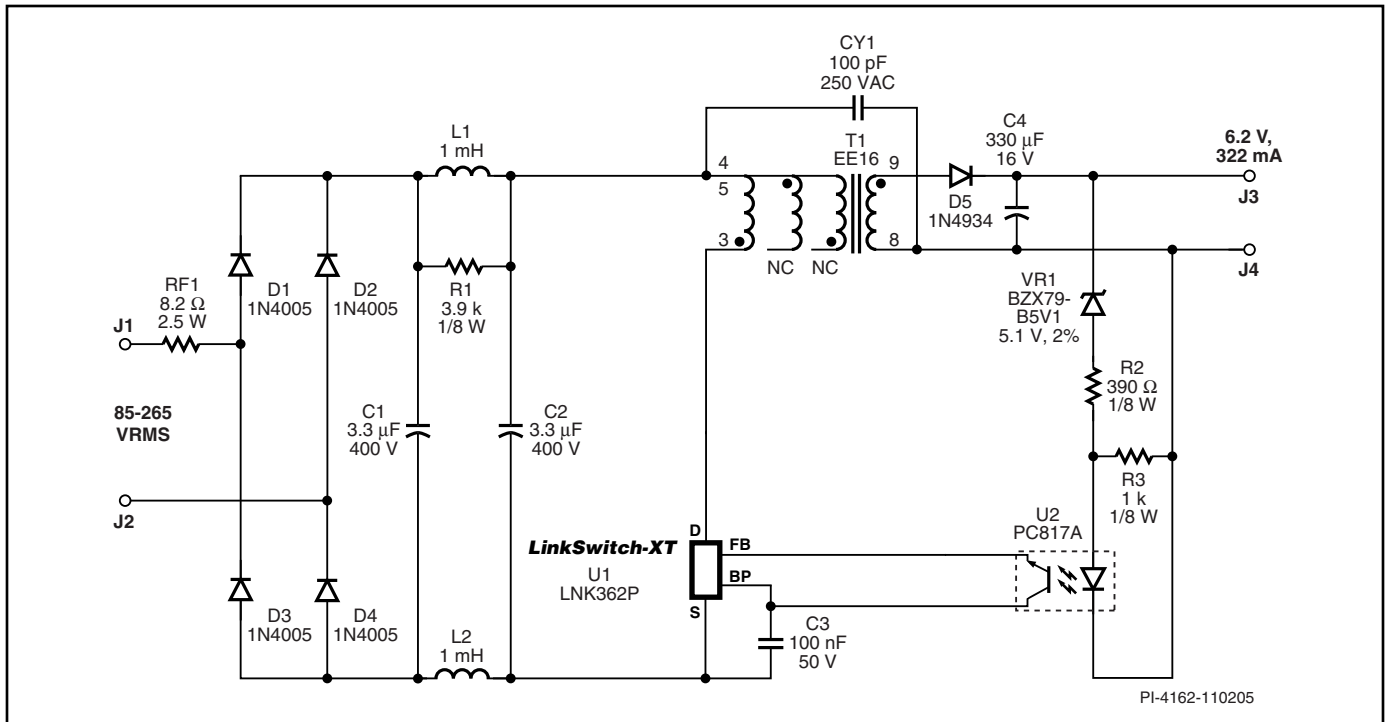 CY1
100 pF
250 VAC
L1
1 mH
T1
EE16
C4
330 µF
16 V
6.2 V,
322 mA
4
5
3
9
8
D5
1N4934
J3
J4
NC
NC
RF1
8.2 Ω
2.5 W
D1
1N4005
D2
1N4005
R1
3.9 k
1/8 W
J1
85-265
VRMS
J2
C1
3.3 µF
400 V
C2
3.3 µF
400 V
VR1
BZX79-
B5V1
5.1 V, 2%
R2
390 Ω
1/8 W
R3
1 k
1/8 W
U2
PC817A
D
FB
BP
S
LinkSwitch-XT
U1
LNK362P
D3
1N4005
D4
1N4005
L2
1 mH
C3
100 nF
50 V
PI-4162-110205